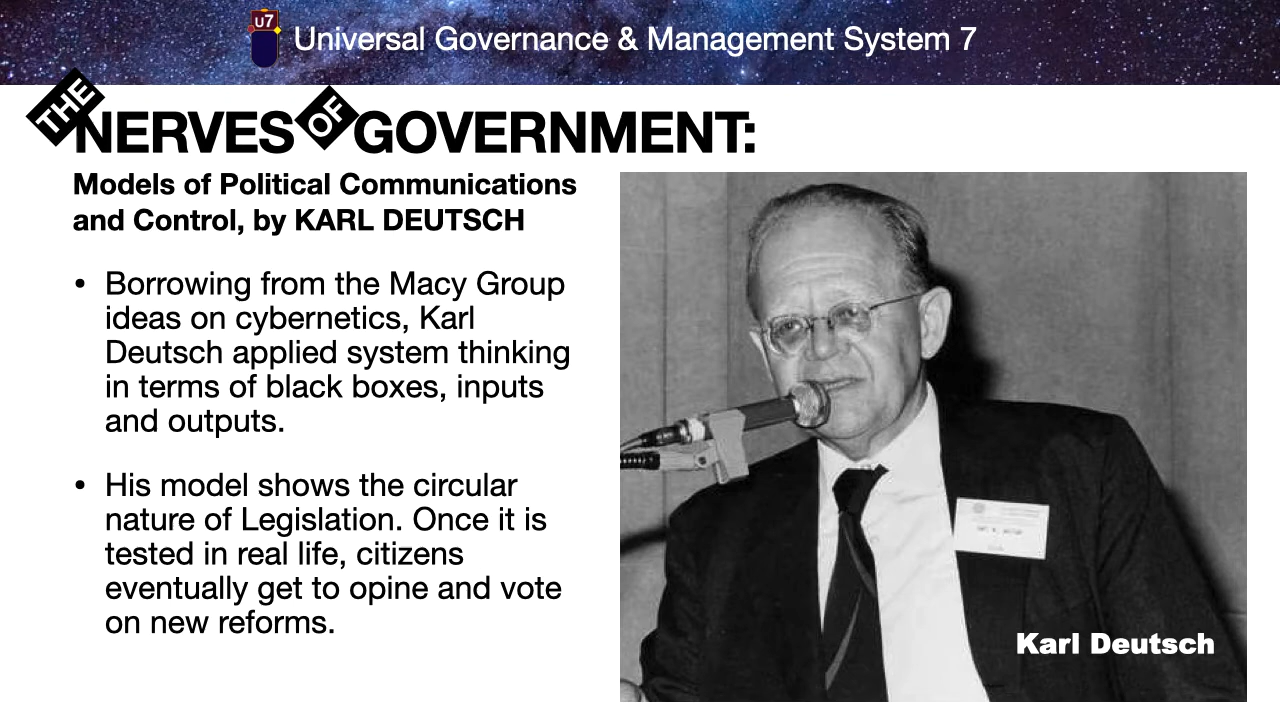 U7
Universal Governance & Management System 7
THE NERVES OF GOVERNMENT:
Models of Political Communications
and Control, by KARL DEUTSCH
• Borrowing from the Macy Group
ideas on cybernetics, Karl
Deutsch applied system thinking
in terms of black boxes, inputs
and outputs.
• His model shows the circular
nature of Legislation. Once it is
tested in real life, citizens
eventually get to opine and vote
on new reforms.
Karl Deutsch